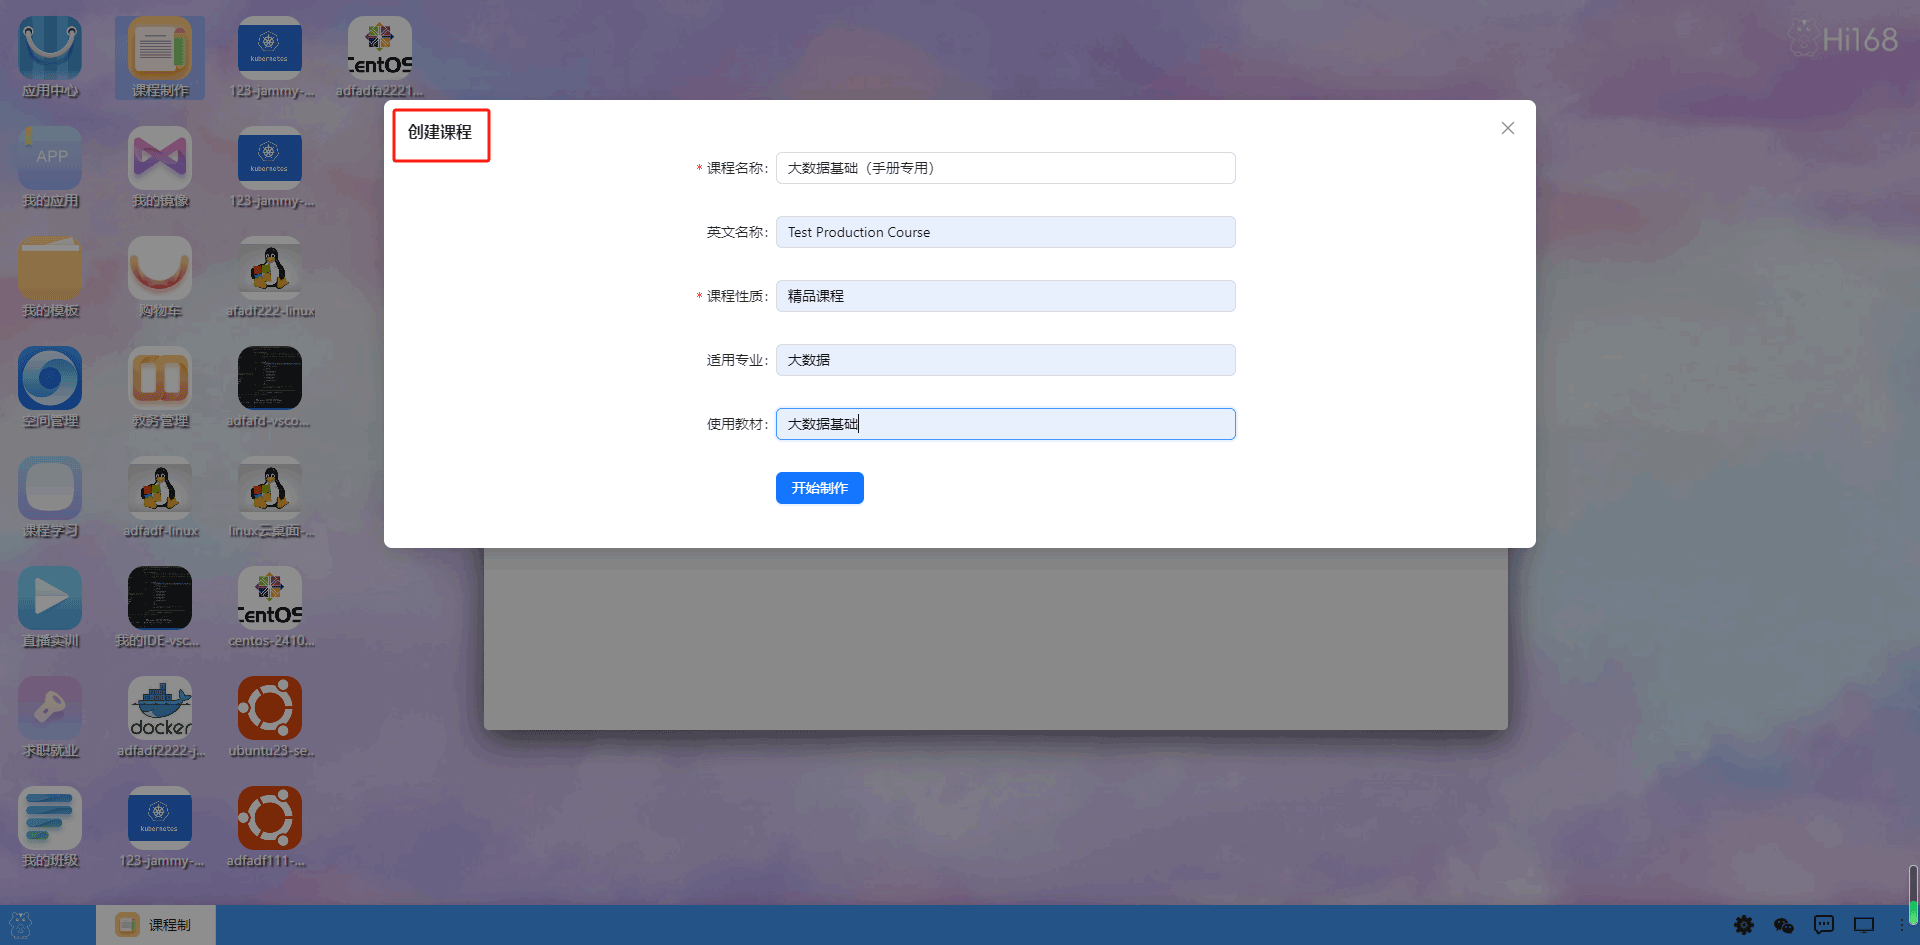 Hi168
应用中心
课程制作
kubernetes
123-jammy-...
CentOS
adfadfa2221...
APP
我的应用
我的镜像
kubernetes
123-jammy-...
我的模板
购物车
afadf222-linux
空间管理
教务管理
adfafd-vsco...
课程学习
adfadf-linux
linux云桌面-...
直播实训
我的IDE-vsc...
CentOS
centos-2410...
求职就业
docker
adfadf2222-j...
ubuntu23-se...
我的班级
kubernetes
123-jammy-...
adfadf111-...
创建课程
* 课程名称: 大数据基础（手册专用）
英文名称: Test Production Course
* 课程性质: 精品课程
适用专业: 大数据
使用教材: 大数据基础
开始制作
课程制